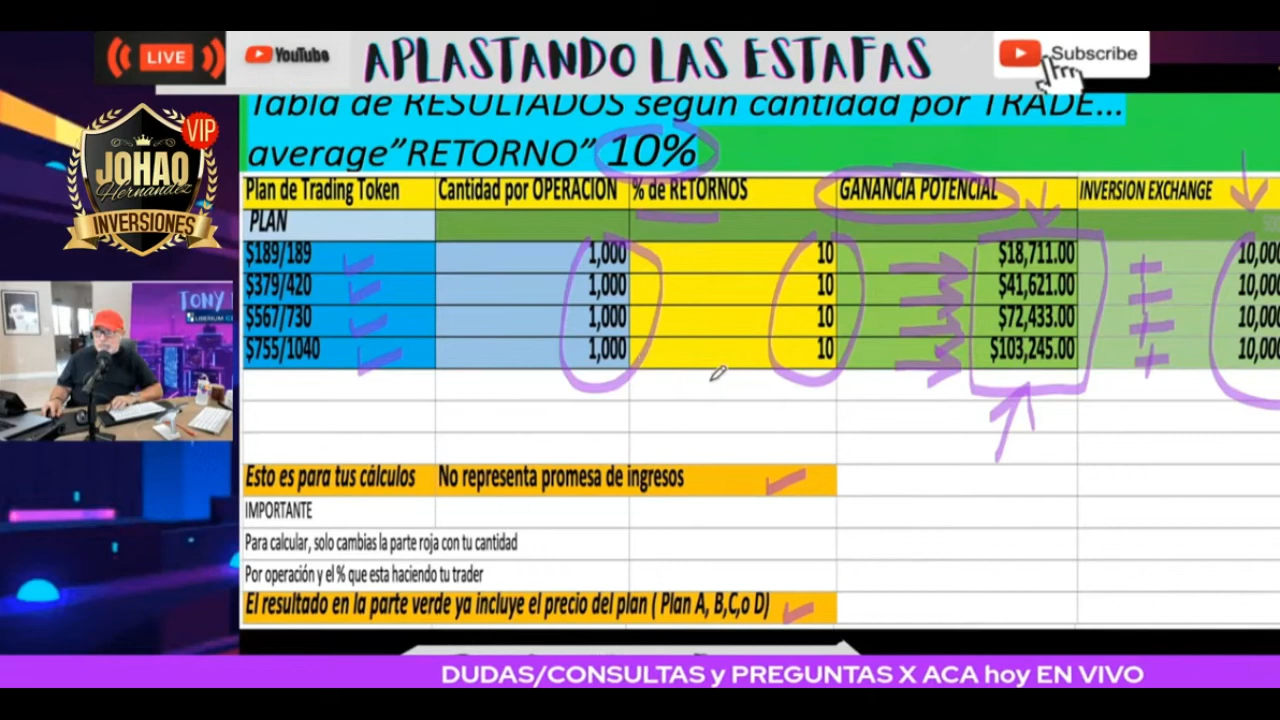 LIVE
YouTube
APLASTANDO LAS ESTAFAS
Subscribe
Tabla de RESULTADOS según cantidad por TRADE...
average"RETORNO" 10%
VIP
JOHAO
Hernandez
INVERSIONES
Plan de Trading Token Cantidad por OPERACIÓN % de RETORNOS GANANCIA POTENCIAL INVERSION EXCHANGE
PLAN
$189/189 1,000 10 $18,711.00 10,000
$379/420 1,000 10 $41,621.00 10,000
$567/730 1,000 10 $72,433.00 10,000
$755/1040 1,000 10 $103,245.00 10,000
TONY
LIBERIUM
Esto es para tus cálculos No representa promesa de ingresos
IMPORTANTE
Para calcular, solo cambias la parte roja con tu cantidad
Por operación y el % que esta haciendo tu trader
El resultado en la parte verde ya incluye el precio del plan ( Plan A, B,C,o D)
DUDAS/CONSULTAS y PREGUNTAS X ACA hoy EN VIVO